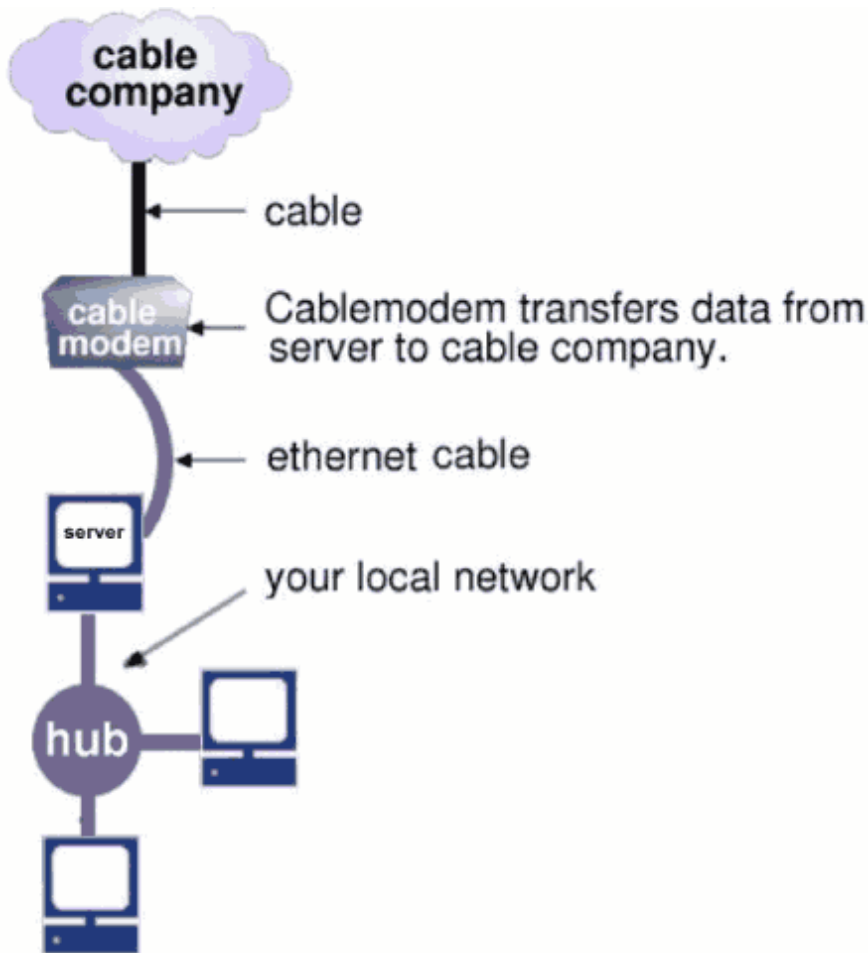 cable
company
cable
cable
modem
Cablemodem transfers data from
server to cable company.
ethernet cable
server
your local network
hub